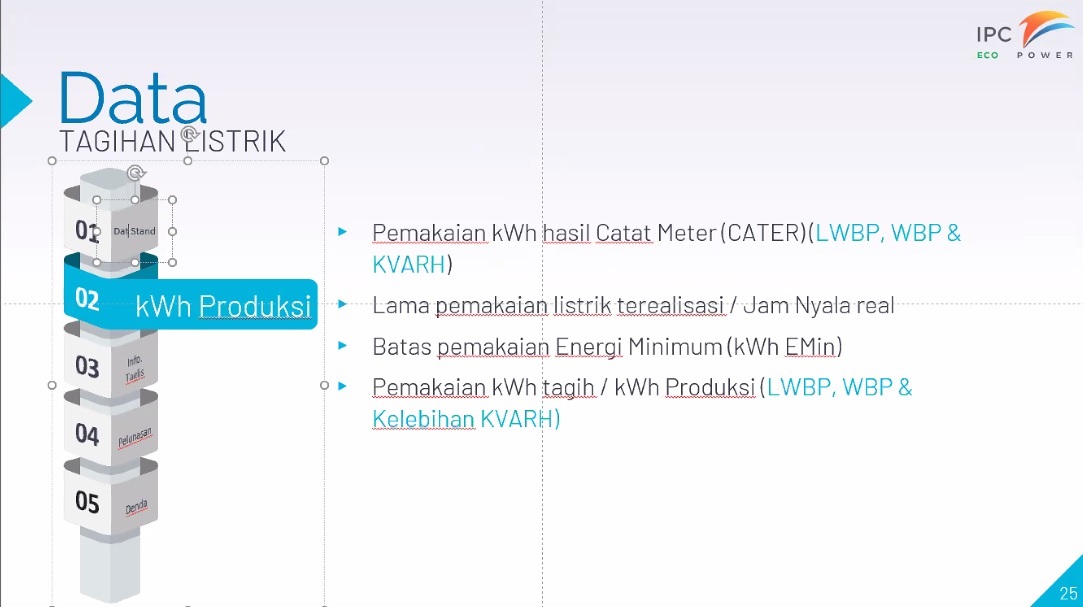 IPC
ECO POWER
Data
TAGIHAN LISTRIK
01 Dat Stand
02 kWh Produksi
03 Info.
Taglis
04 Pelunasan
05 Denda
Pemakaian kWh hasil Catat Meter (CATER)(LWBP, WBP &
KVARH)
Lama pemakaian listrik terealisasi / Jam Nyala real
Batas pemakaian Energi Minimum (kWh EMin)
Pemakaian kWh tagih / kWh Produksi (LWBP, WBP &
Kelebihan KVARH)
25